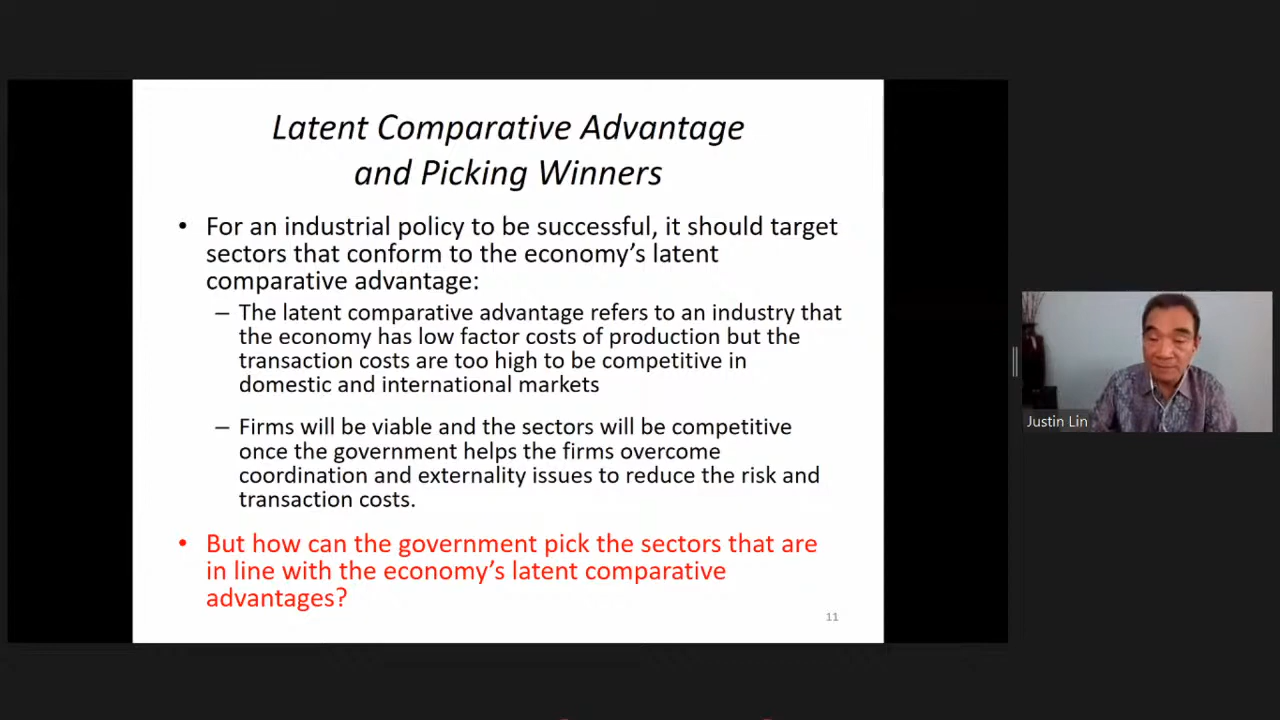 Latent Comparative Advantage
and Picking Winners
• For an industrial policy to be successful, it should target
sectors that conform to the economy’s latent
comparative advantage:
– The latent comparative advantage refers to an industry that
the economy has low factor costs of production but the
transaction costs are too high to be competitive in
domestic and international markets
– Firms will be viable and the sectors will be competitive
once the government helps the firms overcome
coordination and externality issues to reduce the risk and
transaction costs.
• But how can the government pick the sectors that are
in line with the economy’s latent comparative
advantages?
11
Justin Lin